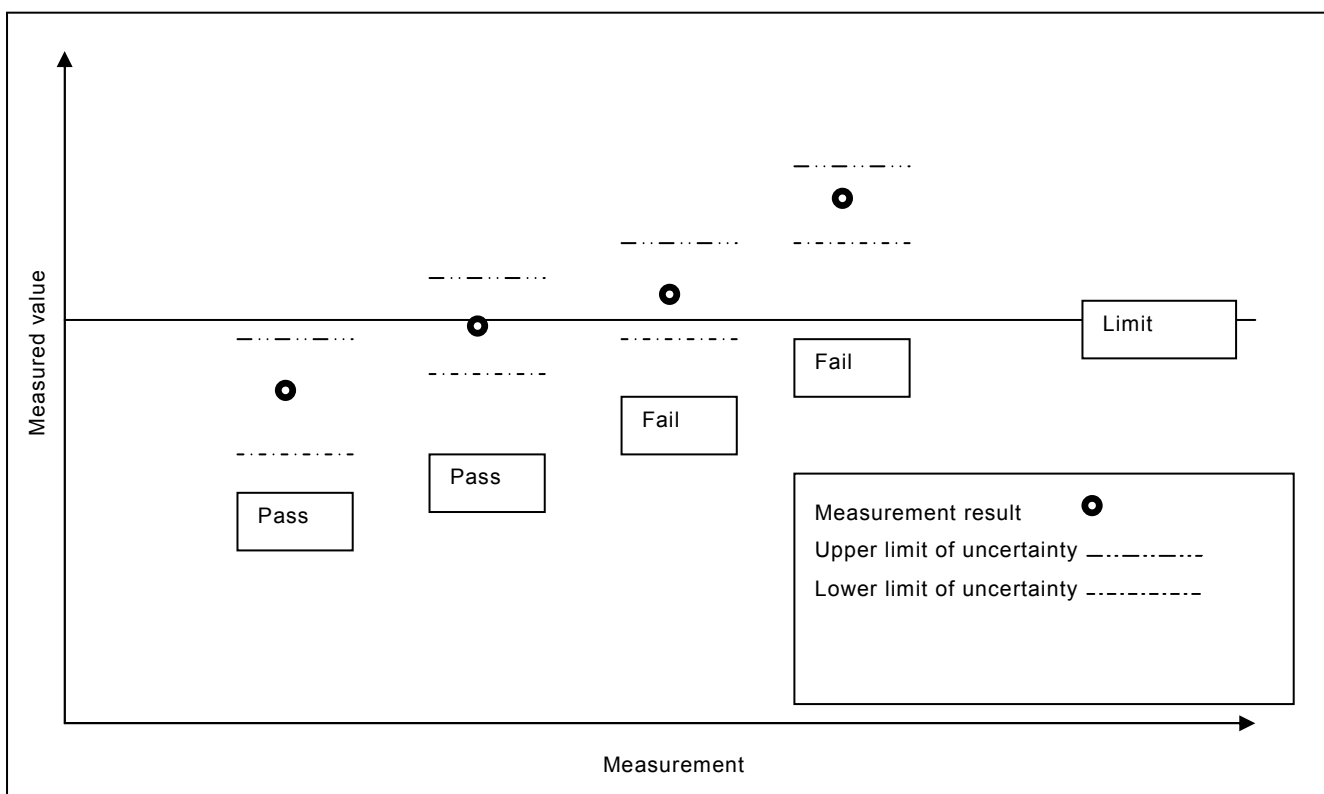 Measured value
Limit
Fail
Fail
Pass
Pass
Measurement result
Upper limit of uncertainty
Lower limit of uncertainty
Measurement